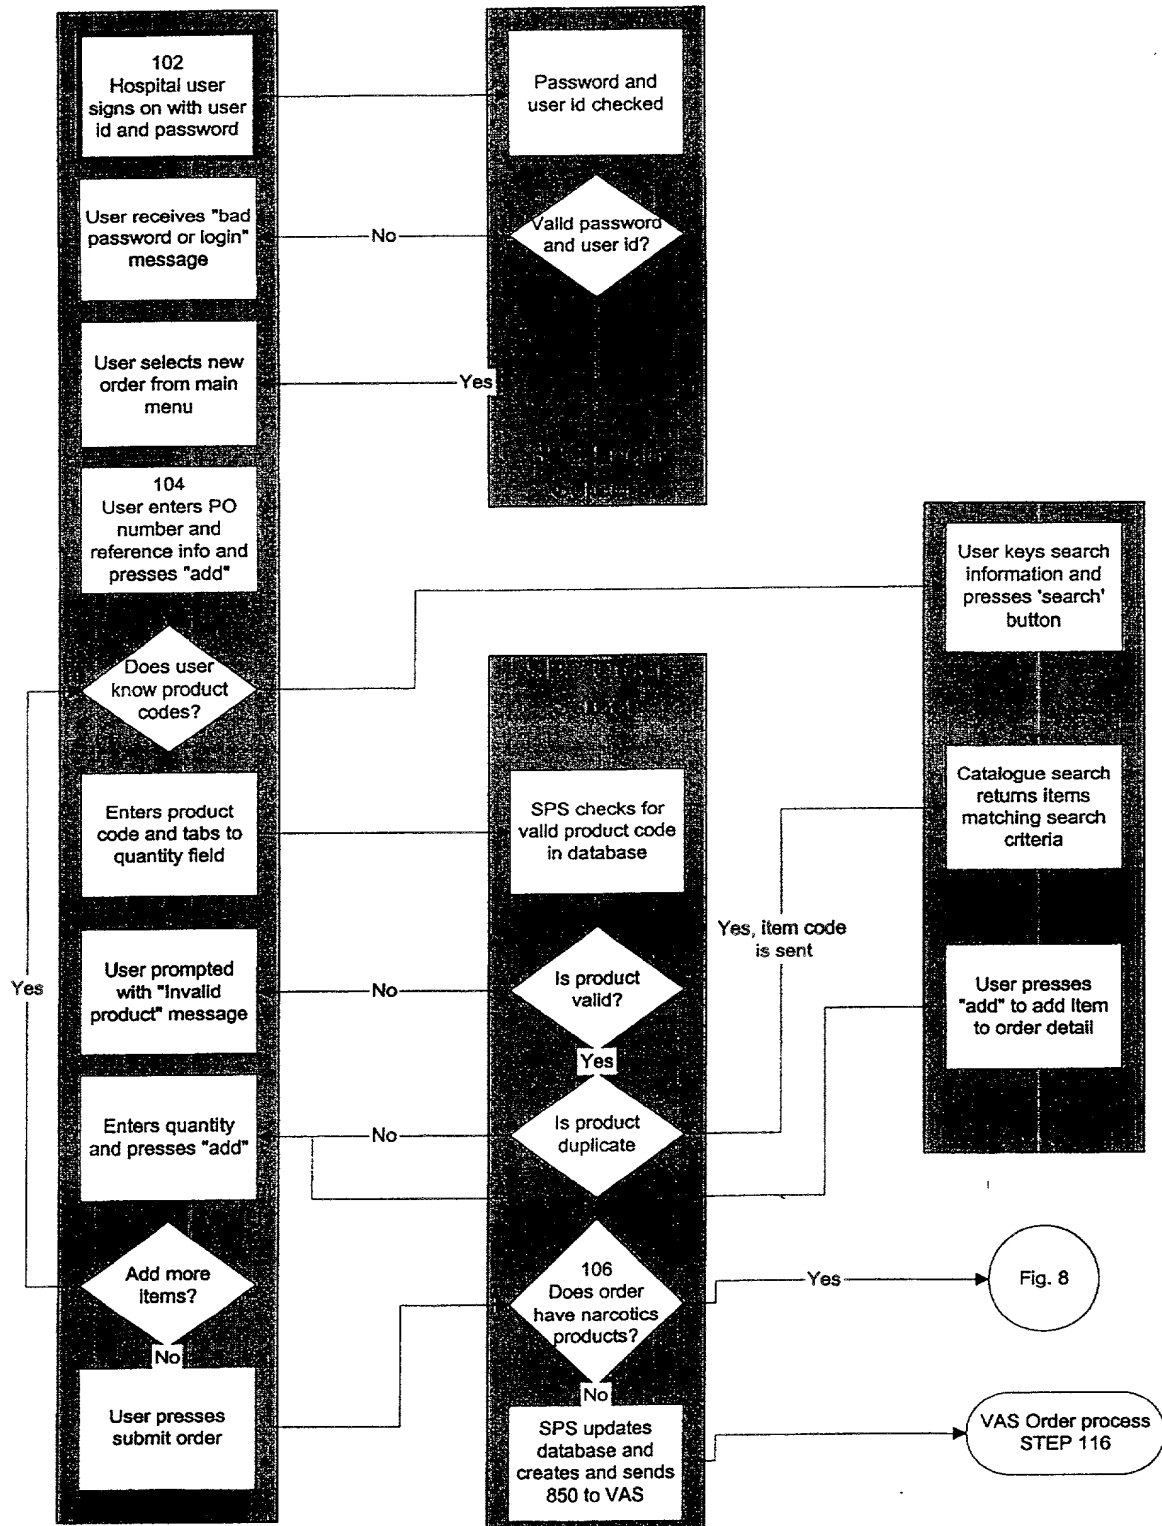 102
Hospital user
signs on with user
id and password
Password and
user id checked
User receives "bad
password or login"
message
No
Valid password
and user id?
User selects new
order from main
menu
Yes
104
User enters PO
number and
reference info and
presses "add"
User keys search
information and
presses 'search'
button
Does user
know product
codes?
Enters product
code and tabs to
quantity field
SPS checks for
valid product code
in database
Catalogue search
returns items
matching search
criteria
Yes, item code
is sent
Yes
User prompted
with "Invalid
product" message
No
Is product
valid?
Yes
User presses
"add" to add item
to order detail
Enters quantity
and presses "add"
No
Is product
duplicate
Add more
items?
No
106
Does order
have narcotics
products?
Yes
Fig. 8
No
User presses
submit order
SPS updates
database and
creates and sends
850 to VAS
VAS Order process
STEP 116